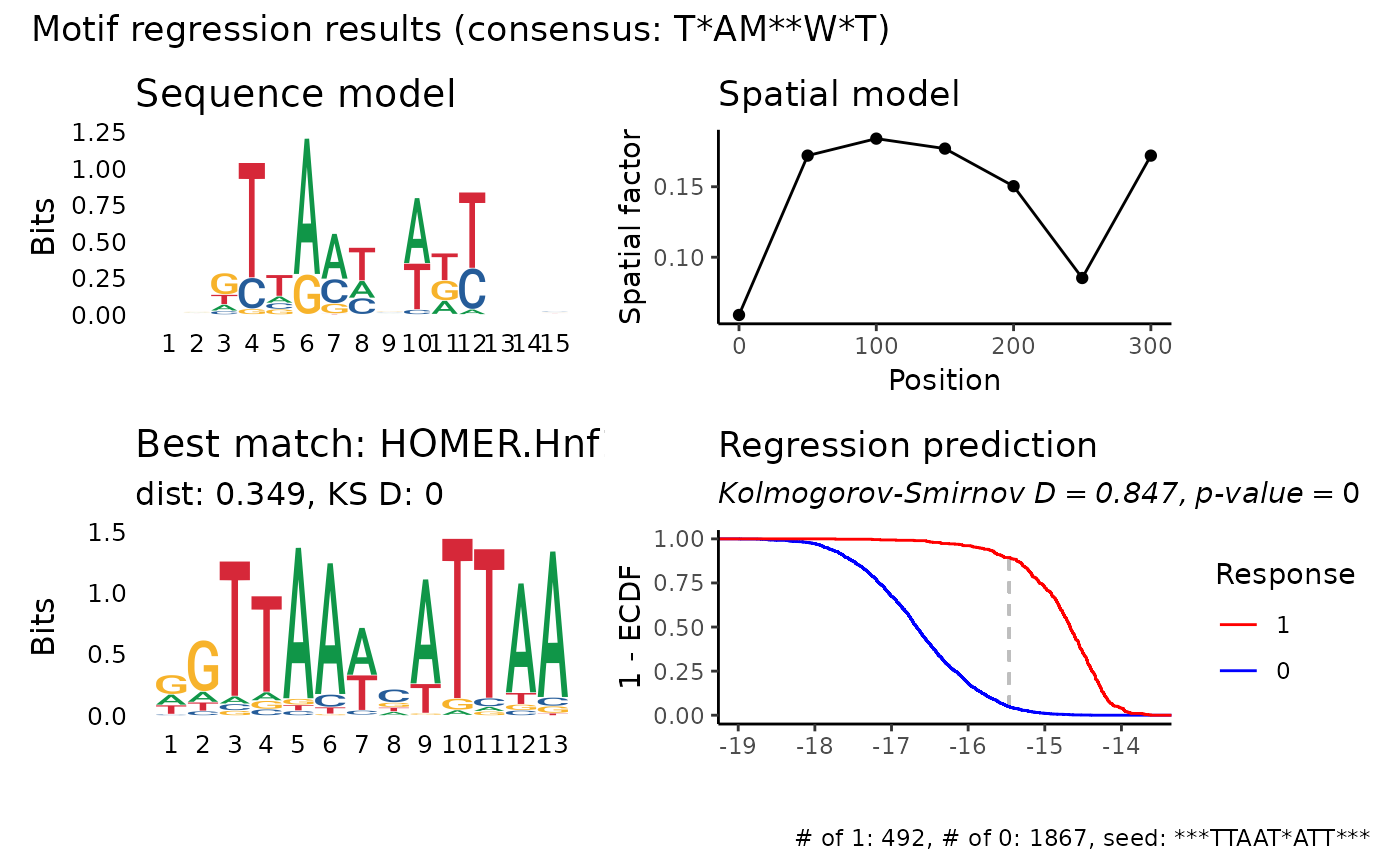 Motif regression results (consensus: T*AM**W*T)
Sequence model
Bits
1.25
1.00
0.75
0.50
0.25
0.00
1 2 3 4 5 6 7 8 9 10 11 12 13 14 15
Spatial model
Spatial factor
0.15
0.10
0 100 200 300
Position
Best match: HOMER.Hnf
dist: 0.349, KS D: 0
Bits
1.5
1.0
0.5
0.0
1 2 3 4 5 6 7 8 9 10 11 12 13
Regression prediction
Kolmogorov-Smirnov D = 0.847, p-value = 0
1 - ECDF
1.00
0.75
0.50
0.25
0.00
-19 -18 -17 -16 -15 -14
Response
1
0
# of 1: 492, # of 0: 1867, seed: ***TTAAT*ATT***